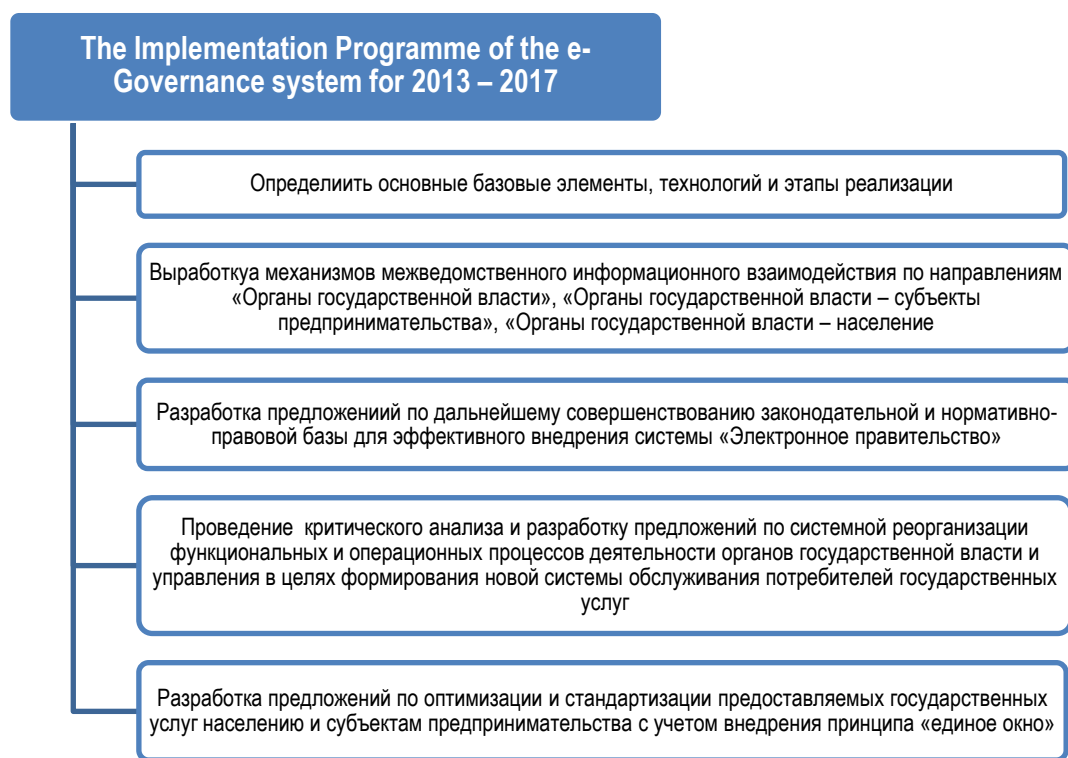 The Implementation Programme of the e-
Governance system for 2013 – 2017
Определиить основные базовые элементы, технологий и этапы реализации
Выработкуа механизмов межведомственного информационного взаимодействия по направлениям
«Органы государственной власти», «Органы государственной власти – субъекты
предпринимательства», «Органы государственной власти – население
Разработка предложениий по дальнейшему совершенствованию законодательной и нормативно-
правовой базы для эффективного внедрения системы «Электронное правительство»
Проведение  критического анализа и разработку предложений по системной реорганизации
функциональных и операционных процессов деятельности органов государственной власти и
управления в целях формирования новой системы обслуживания потребителей государственных
услуг
Разработка предложений по оптимизации и стандартизации предоставляемых государственных
услуг населению и субъектам предпринимательства с учетом внедрения принципа «единое окно»